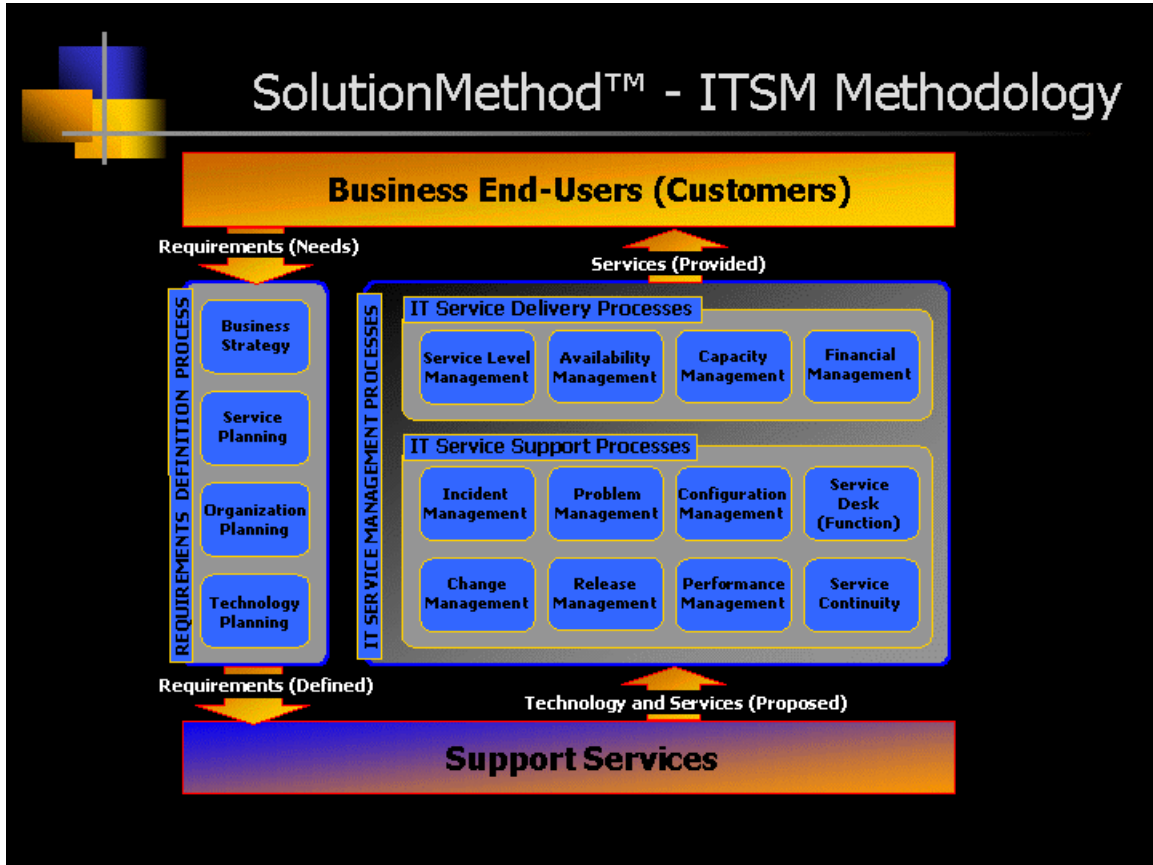 SolutionMethod™ - ITSM Methodology
Business End-Users (Customers)
Requirements (Needs)
Services (Provided)
REQUIREMENTS DEFINITION PROCESS
Business
Strategy
Service
Planning
Organization
Planning
Technology
Planning
IT SERVICE MANAGEMENT PROCESSES
IT Service Delivery Processes
Service Level
Management
Availability
Management
Capacity
Management
Financial
Management
IT Service Support Processes
Incident
Management
Problem
Management
Configuration
Management
Service
Desk
(Function)
Change
Management
Release
Management
Performance
Management
Service
Continuity
Requirements (Defined)
Technology and Services (Proposed)
Support Services